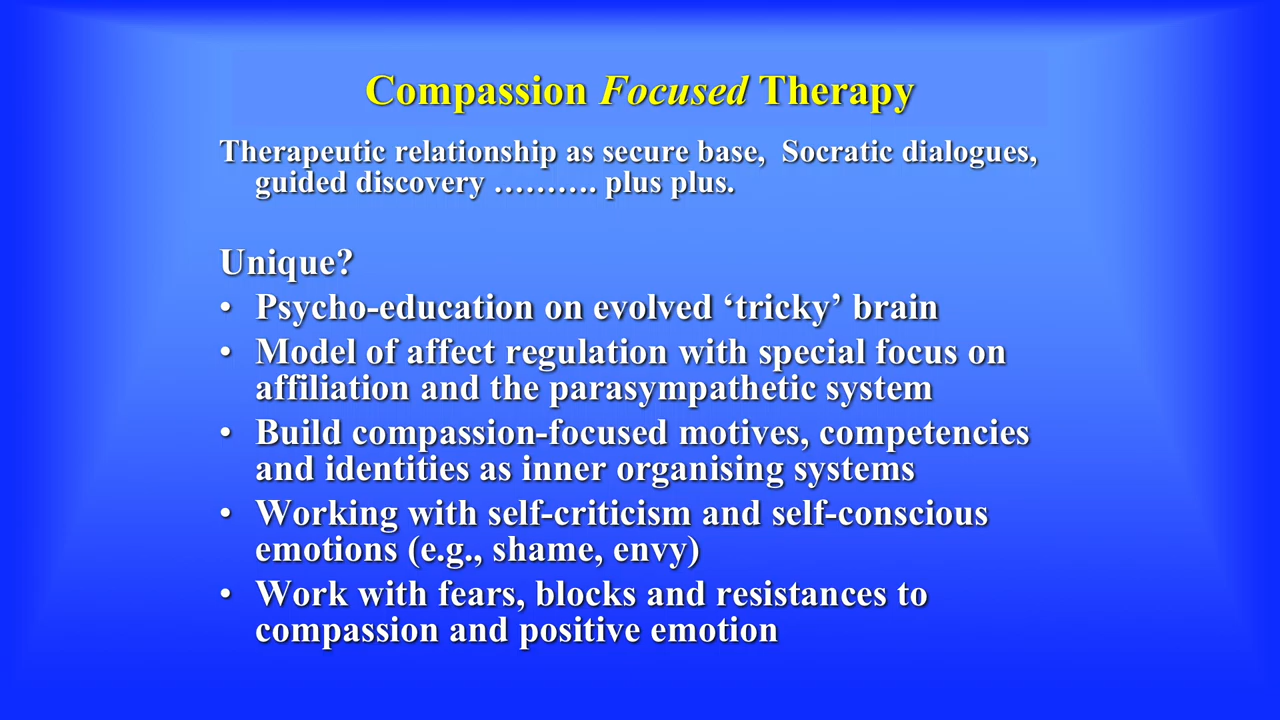 Compassion Focused Therapy
Therapeutic relationship as secure base,  Socratic dialogues,
guided discovery ………. plus plus.
Unique?
• Psycho-education on evolved ‘tricky’ brain
• Model of affect regulation with special focus on
affiliation and the parasympathetic system
• Build compassion-focused motives, competencies
and identities as inner organising systems
• Working with self-criticism and self-conscious
emotions (e.g., shame, envy)
• Work with fears, blocks and resistances to
compassion and positive emotion